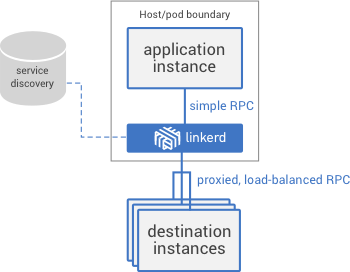 Host/pod boundary
application
instance
service
discovery
simple RPC
linkerd
proxied, load-balanced RPC
destination
instances